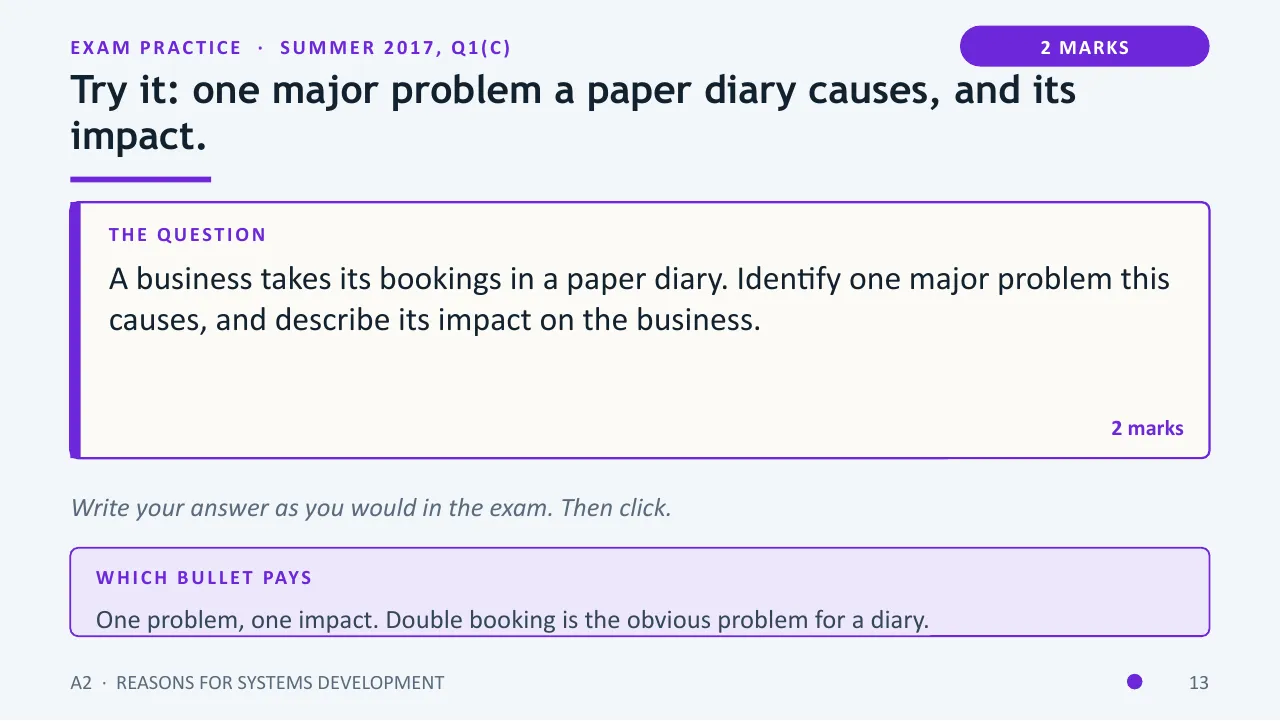 EXAM PRACTICE · SUMMER 2017, Q1(C)
2 MARKS
Try it: one major problem a paper diary causes, and its
impact.
THE QUESTION
A business takes its bookings in a paper diary. Identify one major problem this
causes, and describe its impact on the business.
2 marks
Write your answer as you would in the exam. Then click.
WHICH BULLET PAYS
One problem, one impact. Double booking is the obvious problem for a diary.
A2 · REASONS FOR SYSTEMS DEVELOPMENT
13